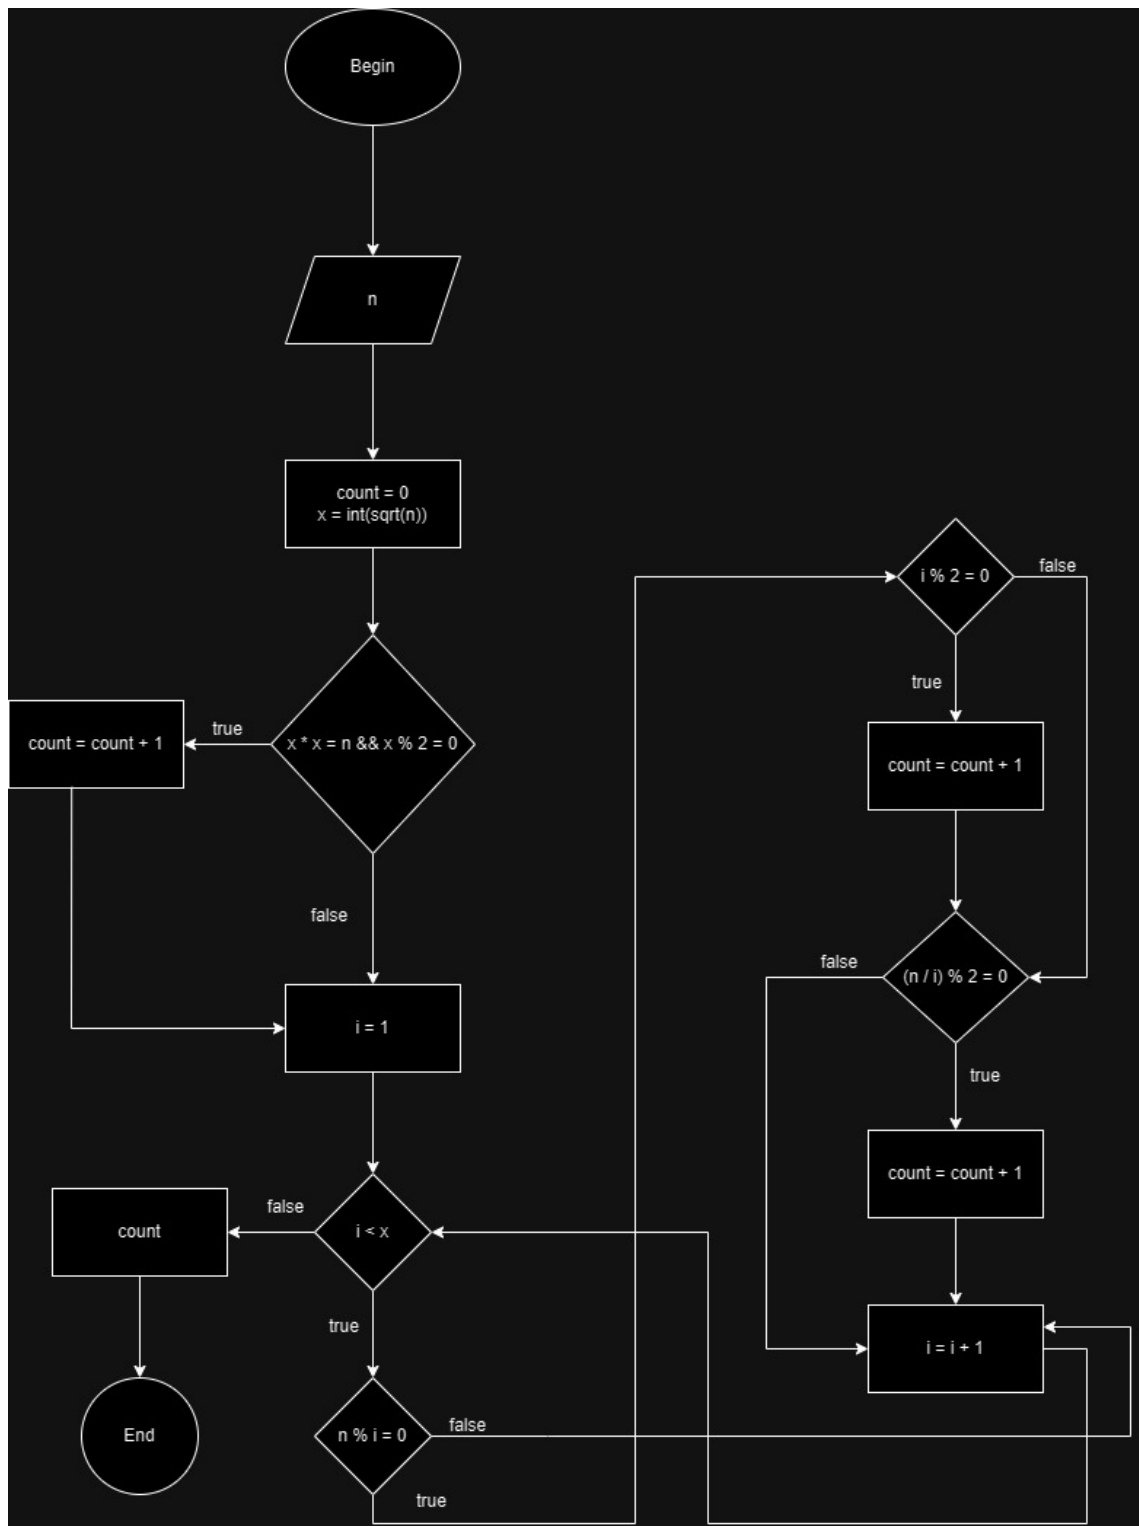 Begin
n
count = 0
x = int(sqrt(n))
x * x = n && x % 2 = 0
true
count = count + 1
false
i = 1
i < x
false
count
End
true
n % i = 0
false
true
i % 2 = 0
false
true
count = count + 1
(n / i) % 2 = 0
false
true
count = count + 1
i = i + 1